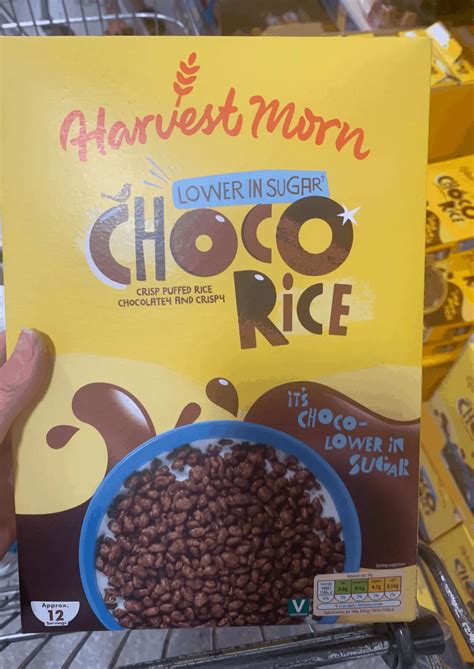 Harvest Morn
LOWER IN SUGAR†
CHOCO
RICE
CRISP PUFFED RICE
CHOCOLATEY AND CRISPY
IT'S
CHOCO-
LOWER IN
SUGAR
Approx.
12
Servings
V